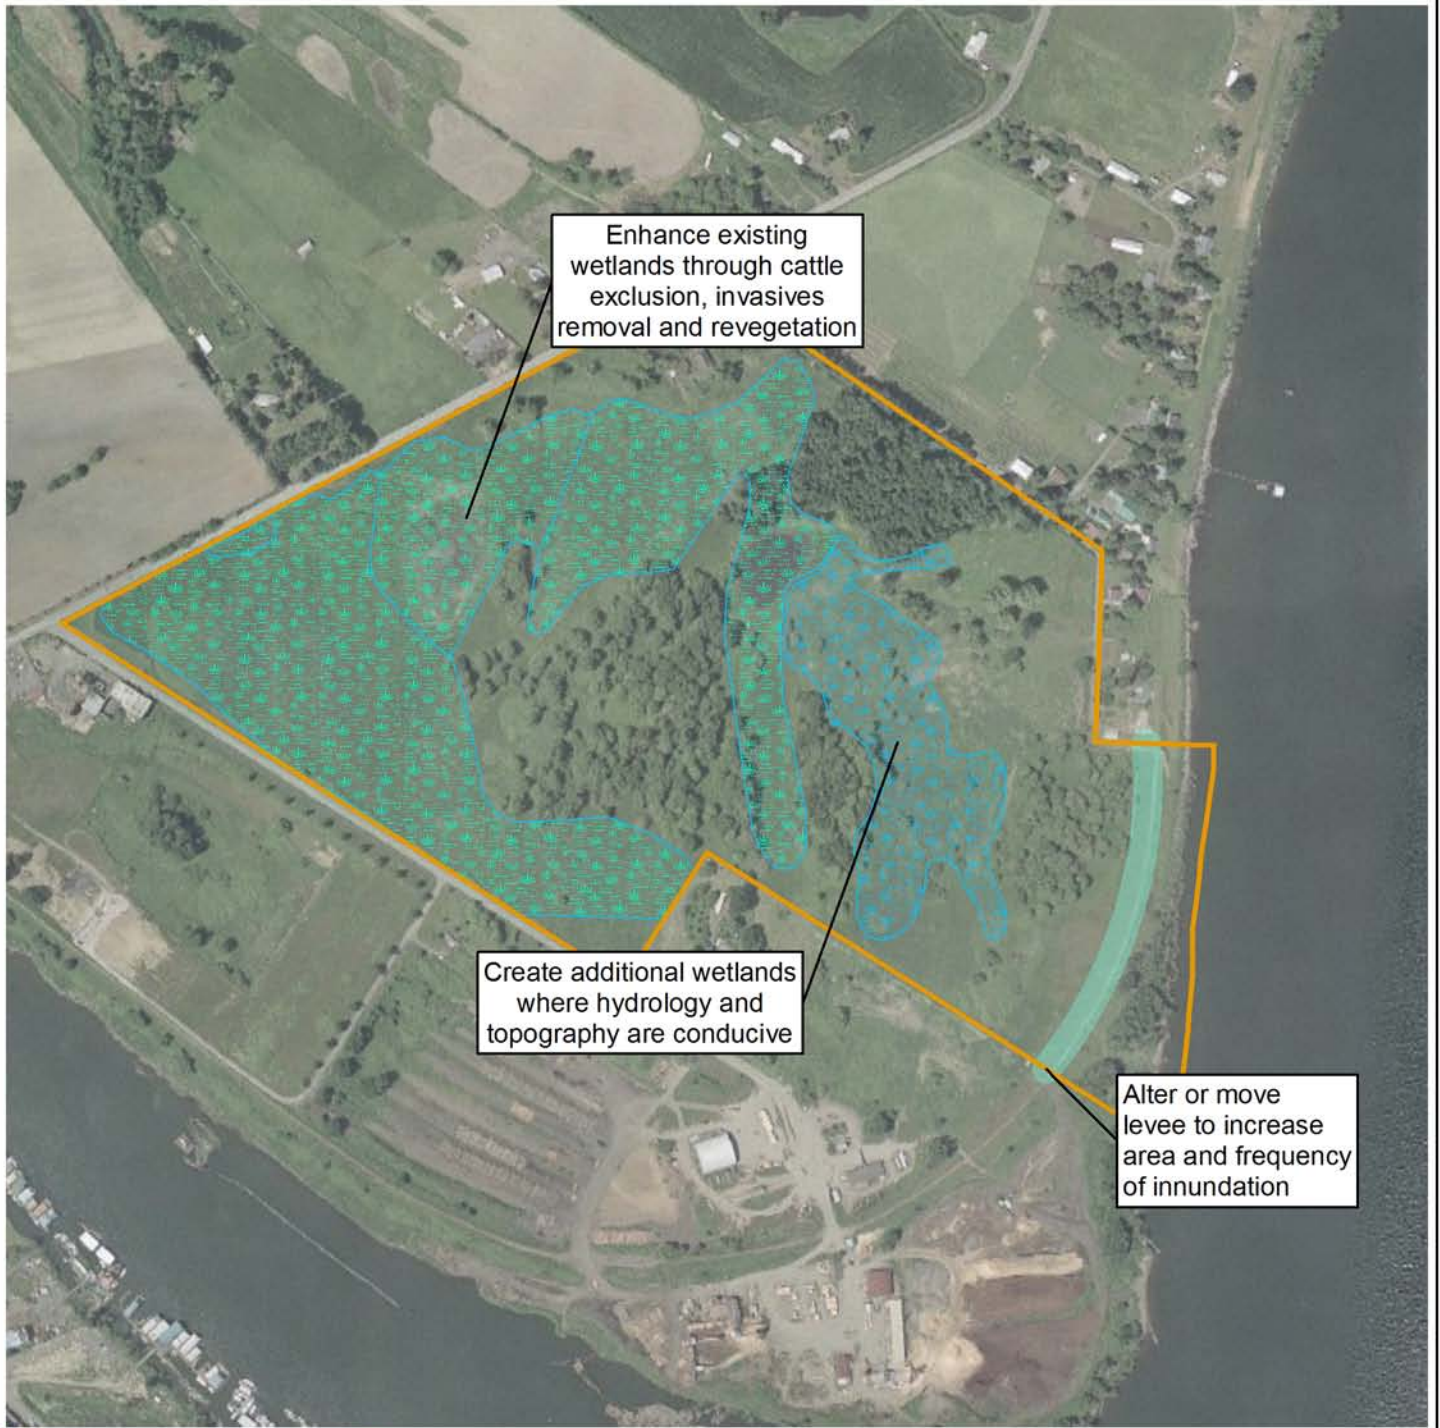 Enhance existing
wetlands through cattle
exclusion, invasives
removal and revegetation
Create additional wetlands
where hydrology and
topography are conducive
Alter or move
levee to increase
area and frequency
of innundation